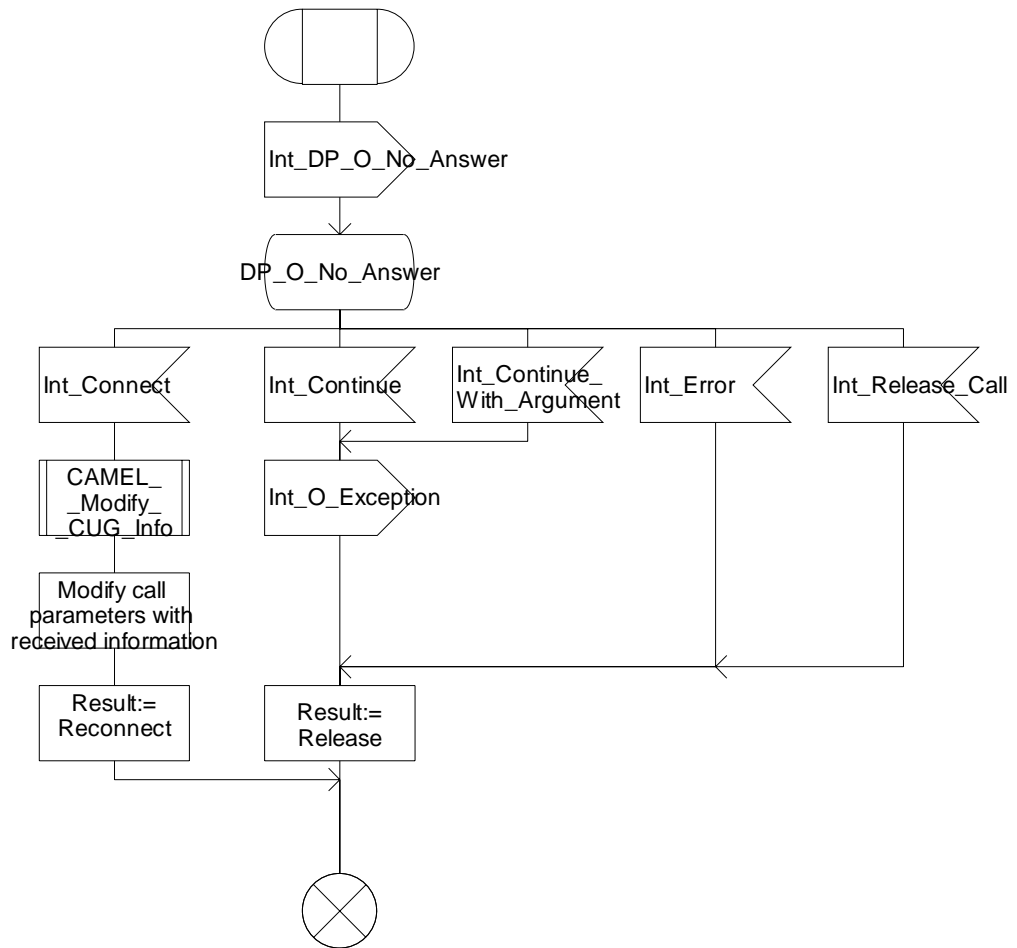 Int_DP_O_No_Answer
DP_O_No_Answer
Int_Connect
Int_Continue
Int_Continue_
With_Argument
Int_Error
Int_Release_Call
CAMEL_
_Modify_
_CUG_Info
Int_O_Exception
Modify call
parameters with
received information
Result:=
Reconnect
Result:=
Release